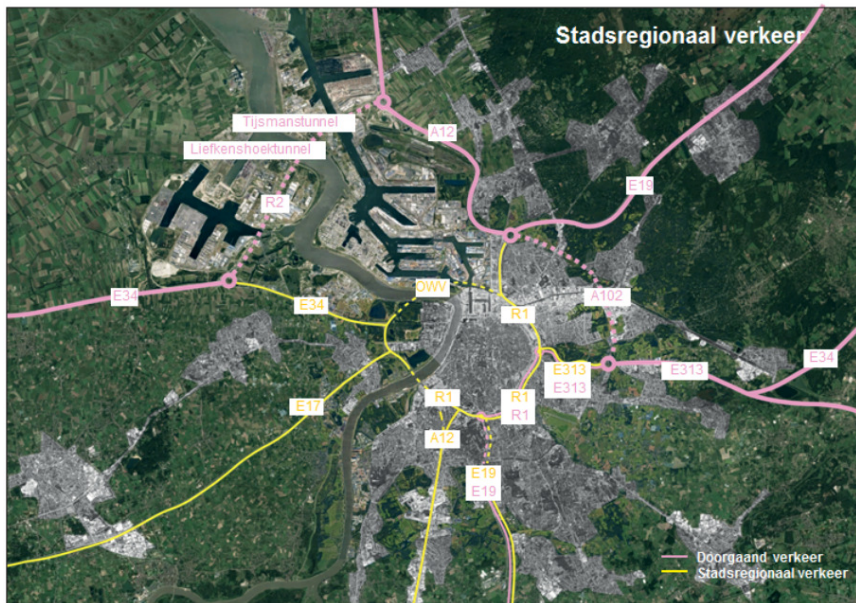 Stadsregionaal verkeer
Tijsmanstunnel
A12
Liefkenshoektunnel
E19
R2
E34
E34
OWV
R1
A102
E313
E313
E313
E34
E17
R1
R1
R1
A12
E19
E19
Doorgaand verkeer
Stadsregionaal verkeer